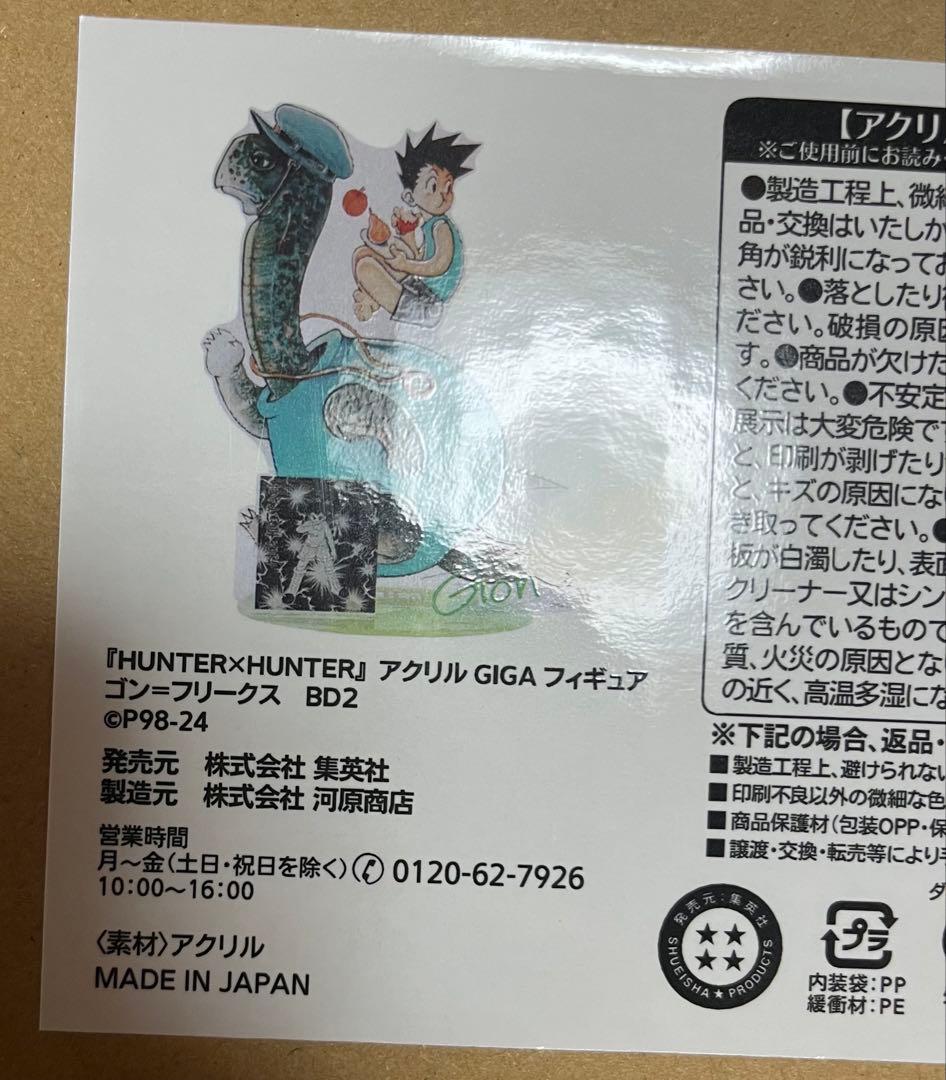 Gion
『HUNTER×HUNTER』 アクリル GIGA フィギュア
ゴン=フリークス BD2
©P98-24
発売元 株式会社 集英社
製造元 株式会社 河原商店
営業時間
月～金(土日・祝日を除く) 0120-62-7926
10:00～16:00
〈素材〉アクリル
MADE IN JAPAN
【アクリ
※ご使用前にお読み
●製造工程上、微細
品・交換はいたしか
角が鋭利になってお
さい。●落としたり
ださい。破損の原因
す。●商品が欠けた
ください。●不安定
展示は大変危険です
と、印刷が剥げたり
と、キズの原因にな
き取ってください。●
板が白濁したり、表面
クリーナー又はシン
を含んでいるもので
質、火災の原因とな
の近く、高温多湿にな
※下記の場合、返品・
■製造工程上、避けられない
■印刷不良以外の微細な色
■商品保護材(包装OPP・保
■譲渡・交換・転売等により
発売元:集英社
SHUEISHA★PRODUCTS
プラ
内装袋:PP
緩衝材:PE